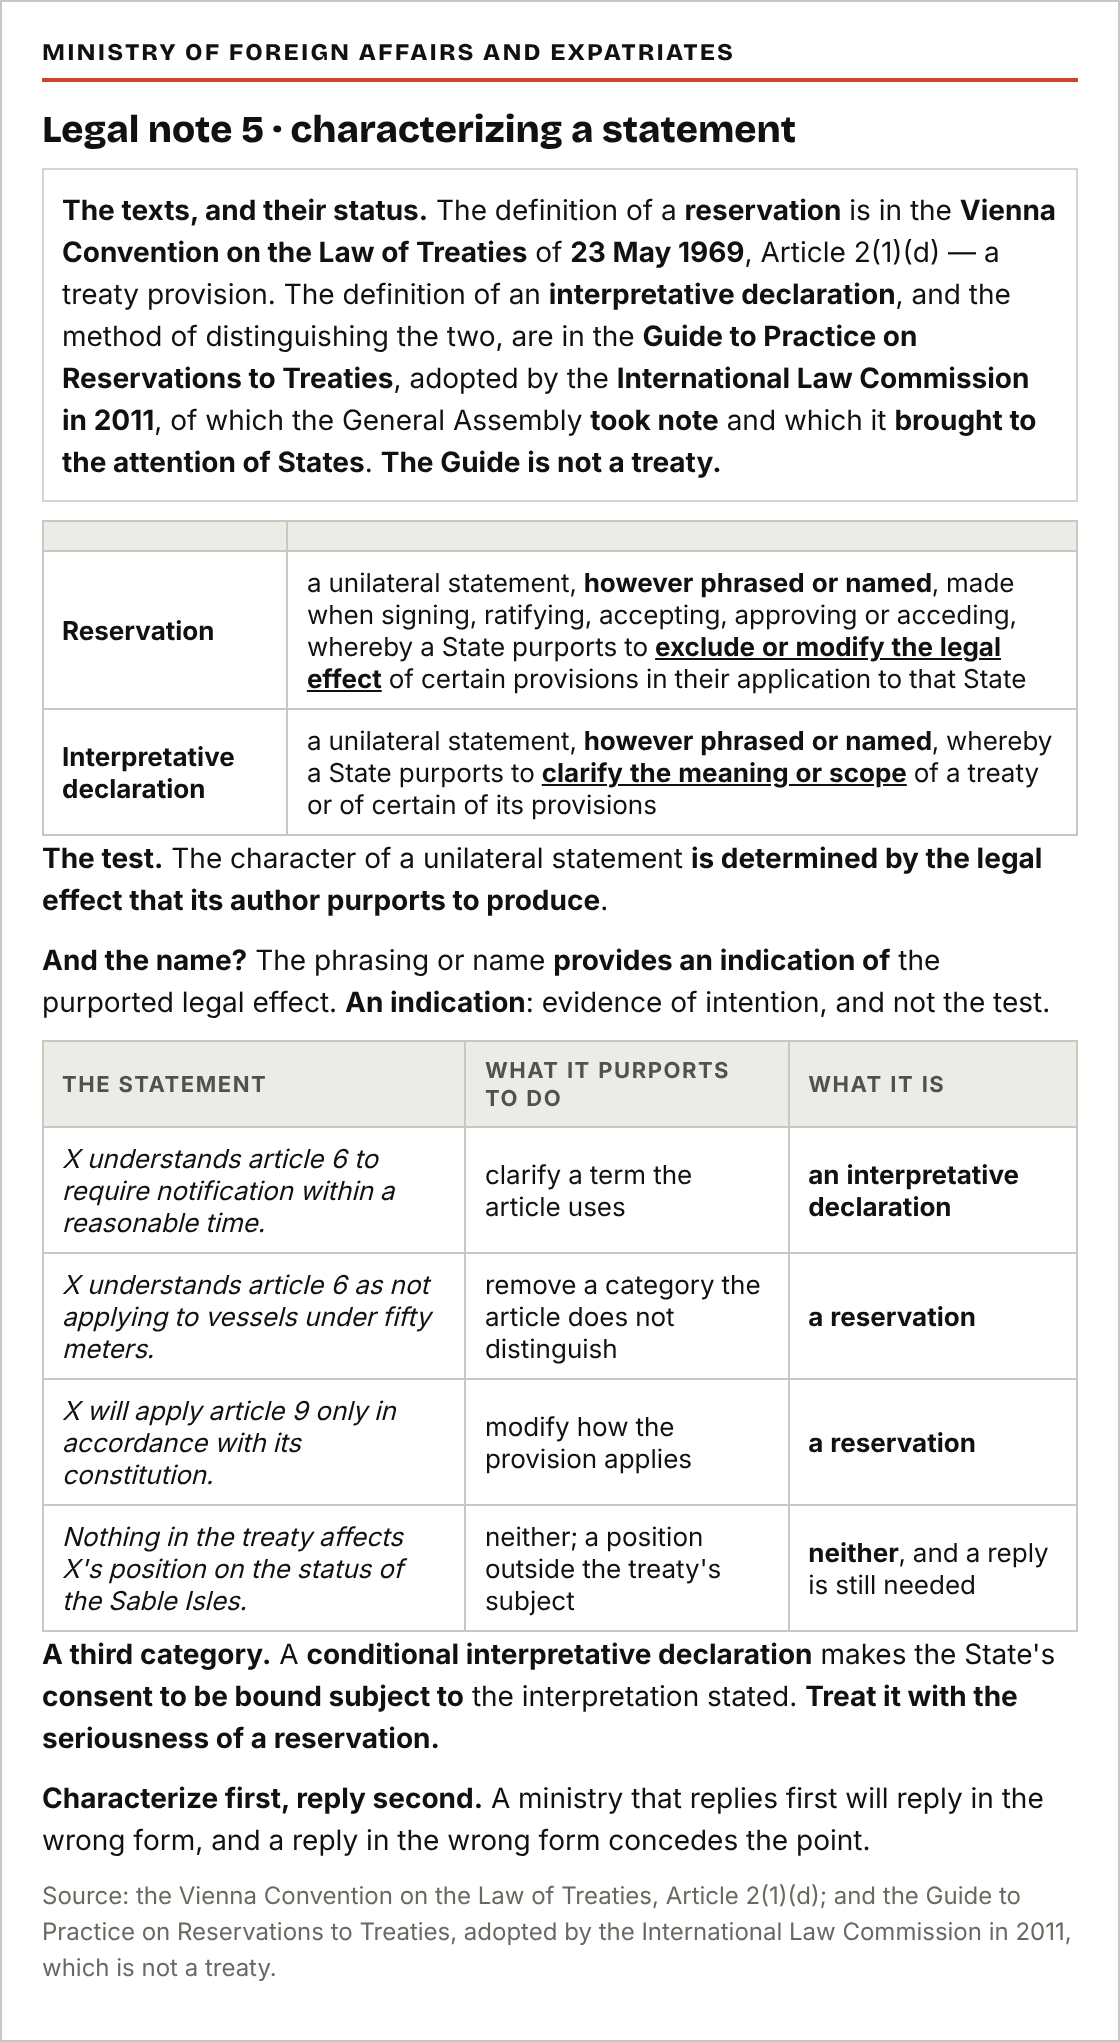 MINISTRY OF FOREIGN AFFAIRS AND EXPATRIATES
Legal note 5 · characterizing a statement
The texts, and their status. The definition of a reservation is in the Vienna
Convention on the Law of Treaties of 23 May 1969, Article 2(1)(d) — a
treaty provision. The definition of an interpretative declaration, and the
method of distinguishing the two, are in the Guide to Practice on
Reservations to Treaties, adopted by the International Law Commission
in 2011, of which the General Assembly took note and which it brought to
the attention of States. The Guide is not a treaty.
Reservation
a unilateral statement, however phrased or named, made
when signing, ratifying, accepting, approving or acceding,
whereby a State purports to exclude or modify the legal
effect of certain provisions in their application to that State
Interpretative
declaration
a unilateral statement, however phrased or named, whereby
a State purports to clarify the meaning or scope of a treaty
or of certain of its provisions
The test. The character of a unilateral statement is determined by the legal
effect that its author purports to produce.
And the name? The phrasing or name provides an indication of the
purported legal effect. An indication: evidence of intention, and not the test.
THE STATEMENT
WHAT IT PURPORTS
TO DO
WHAT IT IS
X understands article 6 to
require notification within a
reasonable time.
clarify a term the
article uses
an interpretative
declaration
X understands article 6 as not
applying to vessels under fifty
meters.
remove a category the
article does not
distinguish
a reservation
X will apply article 9 only in
accordance with its
constitution.
modify how the
provision applies
a reservation
Nothing in the treaty affects
X's position on the status of
the Sable Isles.
neither; a position
outside the treaty's
subject
neither, and a reply
is still needed
A third category. A conditional interpretative declaration makes the State's
consent to be bound subject to the interpretation stated. Treat it with the
seriousness of a reservation.
Characterize first, reply second. A ministry that replies first will reply in the
wrong form, and a reply in the wrong form concedes the point.
Source: the Vienna Convention on the Law of Treaties, Article 2(1)(d); and the Guide to
Practice on Reservations to Treaties, adopted by the International Law Commission in 2011,
which is not a treaty.